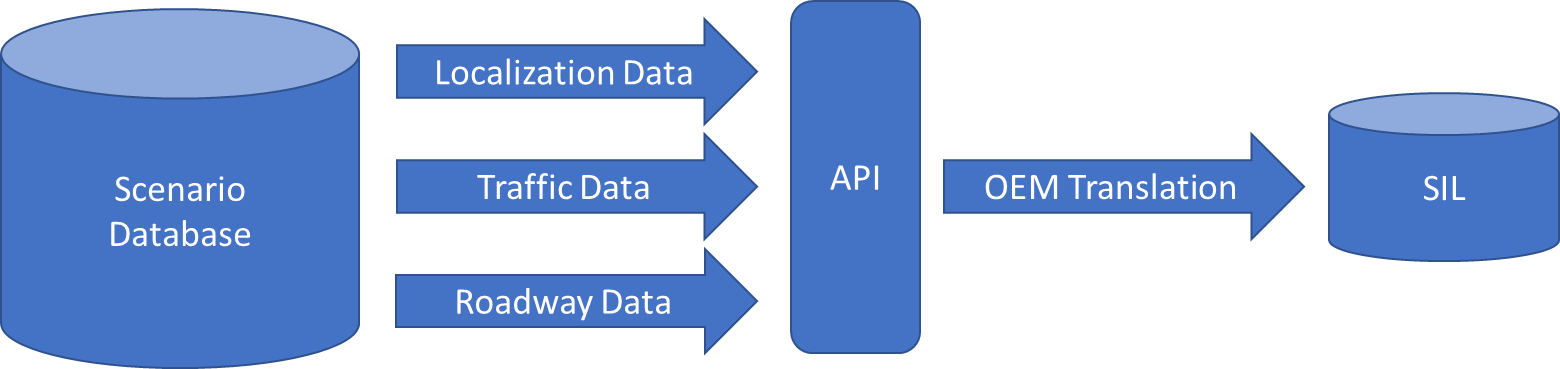 Localization Data
Traffic Data
Roadway Data
Scenario
Database
API
OEM Translation
SIL